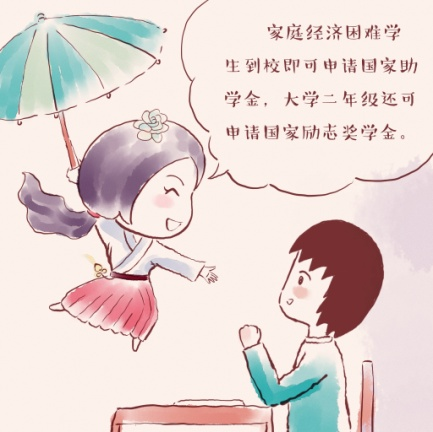 家庭经济困难学
生到校即可申请国家助
学金，大学二年级还可
申请国家励志奖学金。